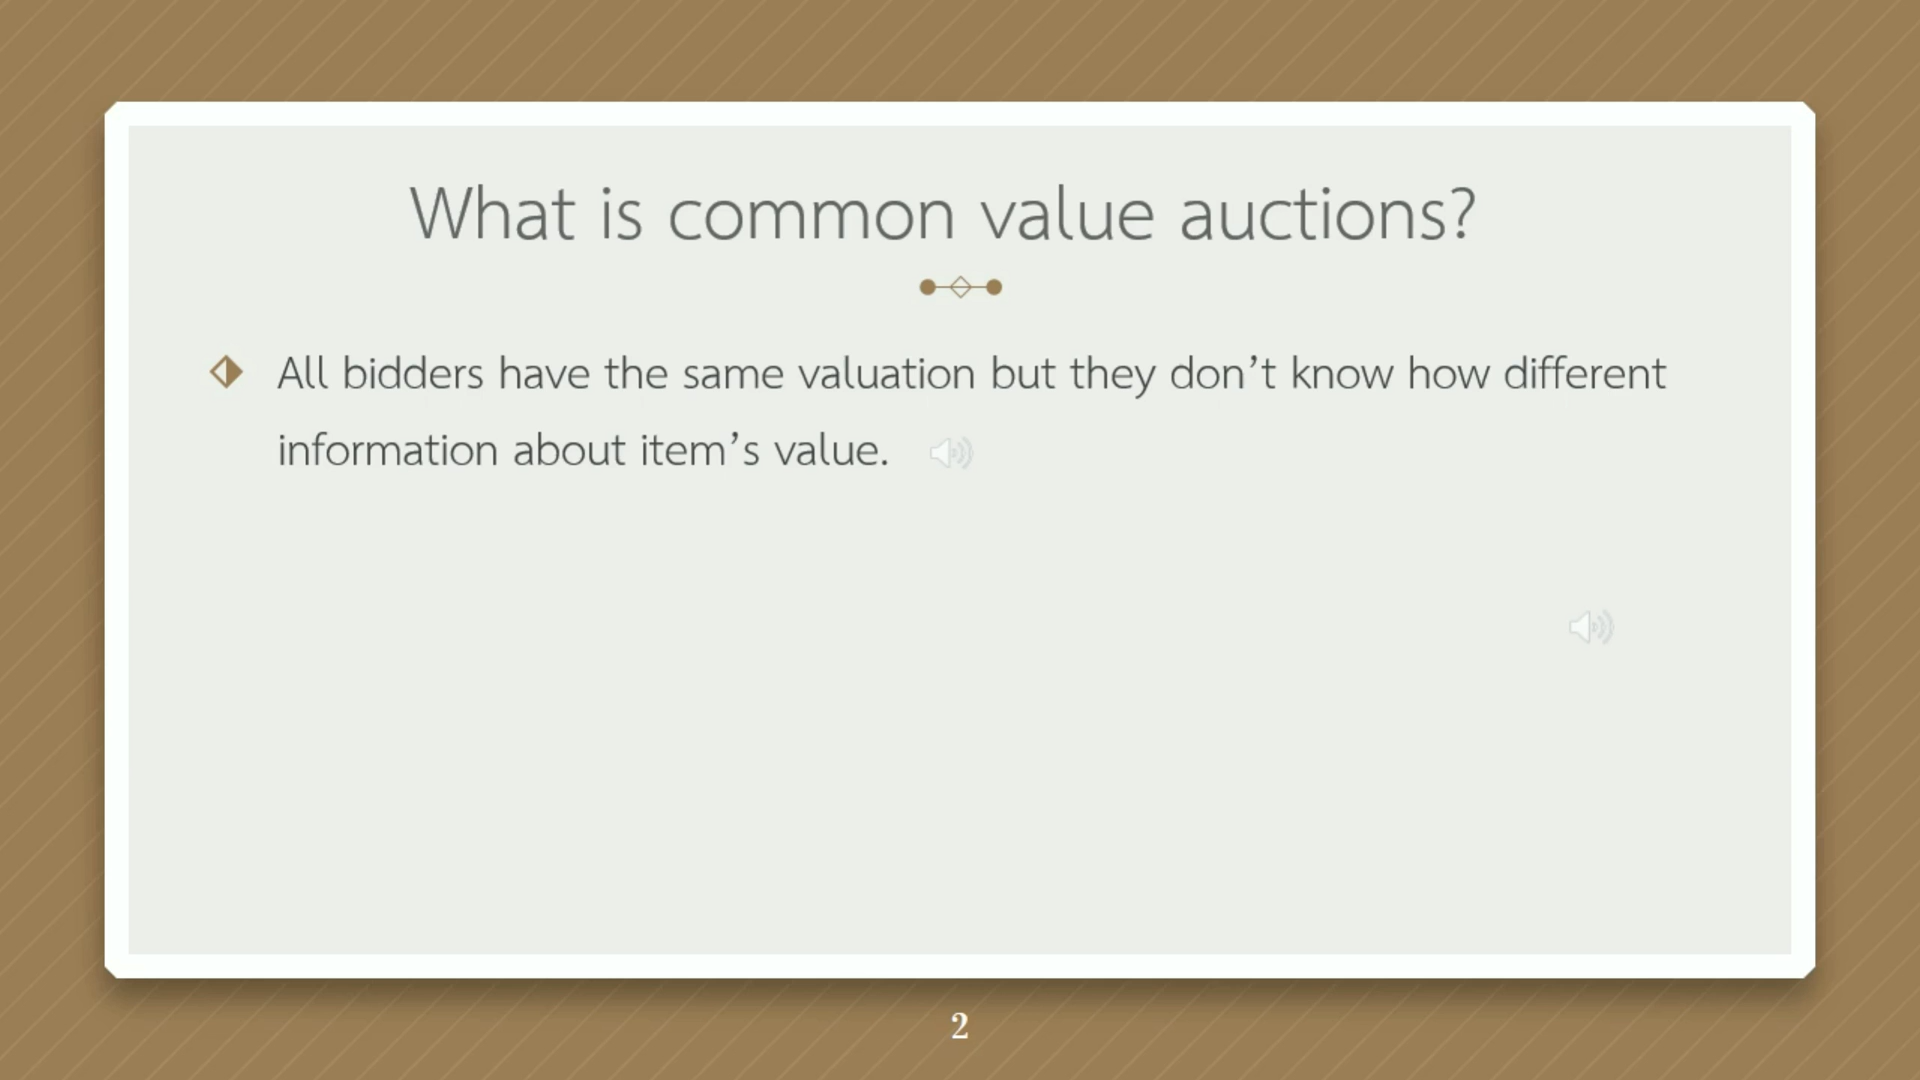 What is common value auctions?
All bidders have the same valuation but they don’t know how different
information about item’s value.
2